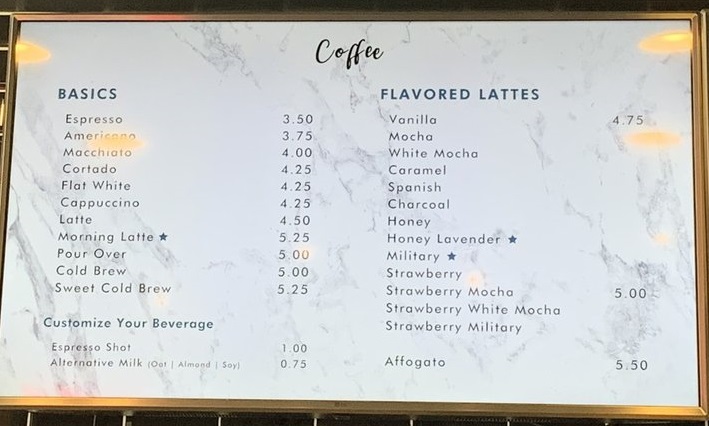 Coffee
BASICS
Espresso 3.50
Americano 3.75
Macchiato 4.00
Cortado 4.25
Flat White 4.25
Cappuccino 4.25
Latte 4.50
Morning Latte ★ 5.25
Pour Over 5.00
Cold Brew 5.00
Sweet Cold Brew 5.25
Customize Your Beverage
Espresso Shot 1.00
Alternative Milk (Oat | Almond | Soy) 0.75
FLAVORED LATTES
Vanilla 4.75
Mocha
White Mocha
Caramel
Spanish
Charcoal
Honey
Honey Lavender ★
Military ★
Strawberry
Strawberry Mocha 5.00
Strawberry White Mocha
Strawberry Military
Affogato 5.50